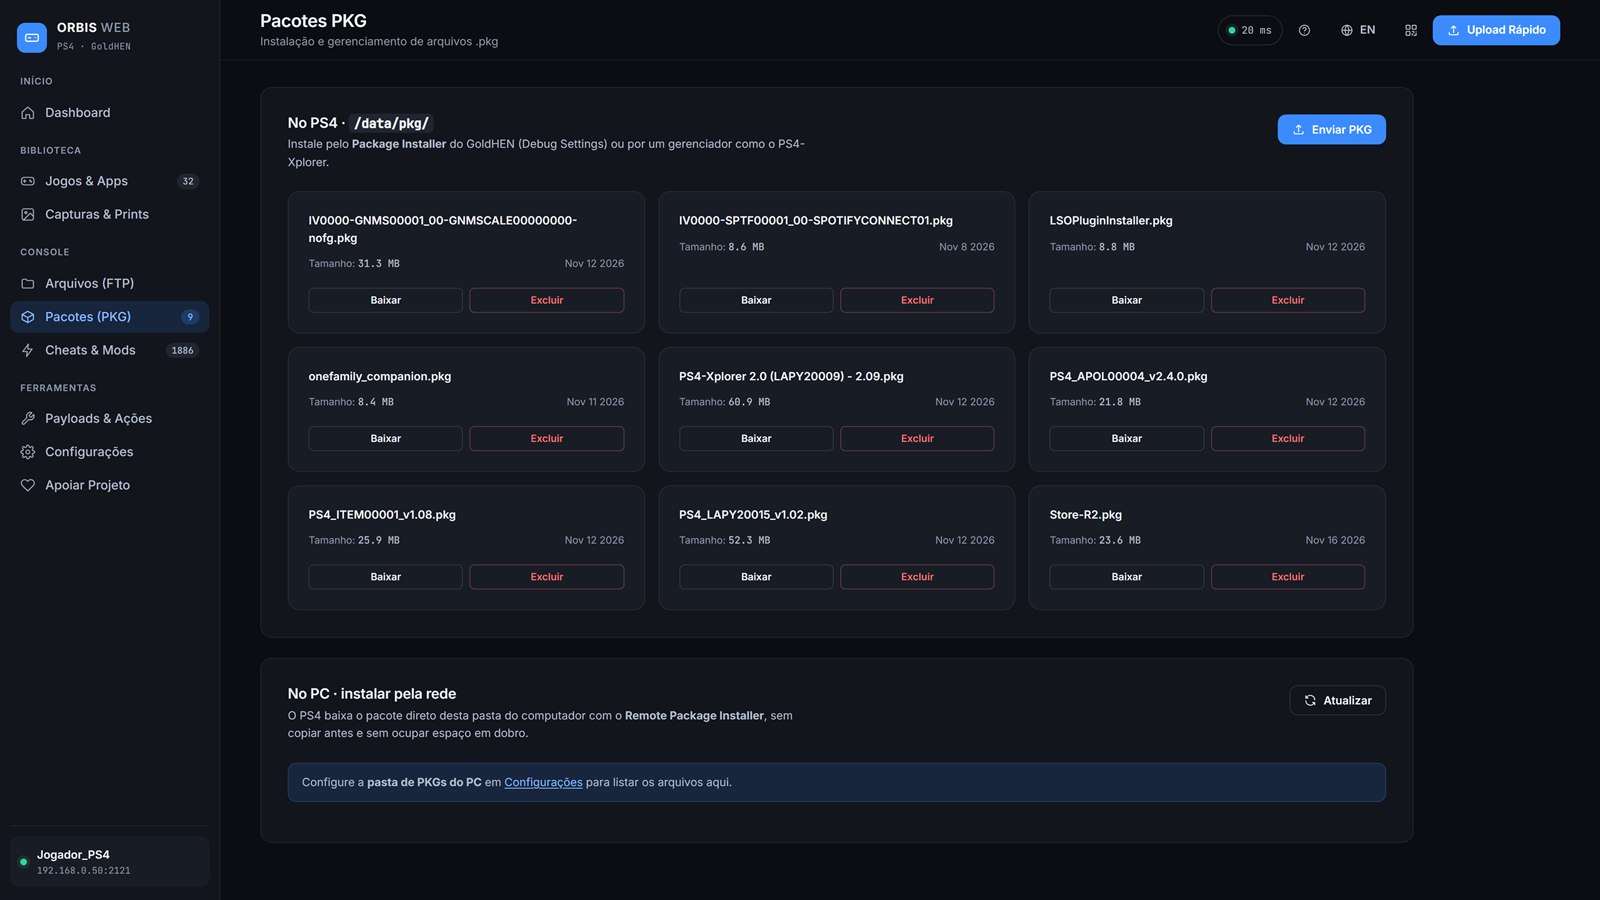 ORBIS WEB
PS4 · GoldHEN
INÍCIO
Dashboard
BIBLIOTECA
Jogos & Apps 32
Capturas & Prints
CONSOLE
Arquivos (FTP)
Pacotes (PKG) 9
Cheats & Mods 1886
FERRAMENTAS
Payloads & Ações
Configurações
Apoiar Projeto
Jogador_PS4
192.168.0.50:2121
Pacotes PKG
Instalação e gerenciamento de arquivos .pkg
20 ms
EN
Upload Rápido
No PS4 · /data/pkg/
Instale pelo Package Installer do GoldHEN (Debug Settings) ou por um gerenciador como o PS4-
Xplorer.
Enviar PKG
IV0000-GNMS00001_00-GNMSCALE00000000-
nofg.pkg
Tamanho: 31.3 MB Nov 12 2026
Baixar Excluir
IV0000-SPTF00001_00-SPOTIFYCONNECT01.pkg
Tamanho: 8.6 MB Nov 8 2026
Baixar Excluir
LSOPluginInstaller.pkg
Tamanho: 8.8 MB Nov 12 2026
Baixar Excluir
onefamily_companion.pkg
Tamanho: 8.4 MB Nov 11 2026
Baixar Excluir
PS4-Xplorer 2.0 (LAPY20009) - 2.09.pkg
Tamanho: 60.9 MB Nov 12 2026
Baixar Excluir
PS4_APOL00004_v2.4.0.pkg
Tamanho: 21.8 MB Nov 12 2026
Baixar Excluir
PS4_ITEM00001_v1.08.pkg
Tamanho: 25.9 MB Nov 12 2026
Baixar Excluir
PS4_LAPY20015_v1.02.pkg
Tamanho: 52.3 MB Nov 12 2026
Baixar Excluir
Store-R2.pkg
Tamanho: 23.6 MB Nov 16 2026
Baixar Excluir
No PC · instalar pela rede
O PS4 baixa o pacote direto desta pasta do computador com o Remote Package Installer, sem
copiar antes e sem ocupar espaço em dobro.
Atualizar
Configure a pasta de PKGs do PC em Configurações para listar os arquivos aqui.